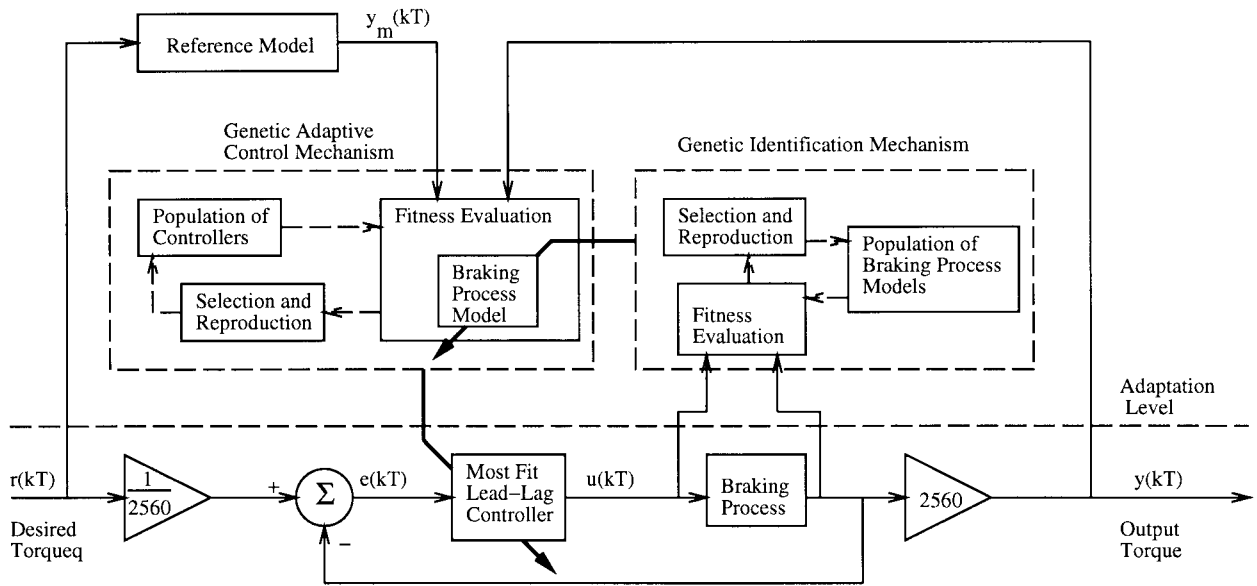 y_m(kT)
Reference Model
Genetic Adaptive
Control Mechanism
Genetic Identification Mechanism
Population of
Controllers
Fitness Evaluation
Selection and
Reproduction
Population of
Braking Process
Models
Braking
Process
Model
Selection and
Reproduction
Fitness
Evaluation
Adaptation
Level
r(kT)
1
2560
+
Σ
−
e(kT)
Most Fit
Lead–Lag
Controller
u(kT)
Braking
Process
2560
y(kT)
Desired
Torqueq
Output
Torque